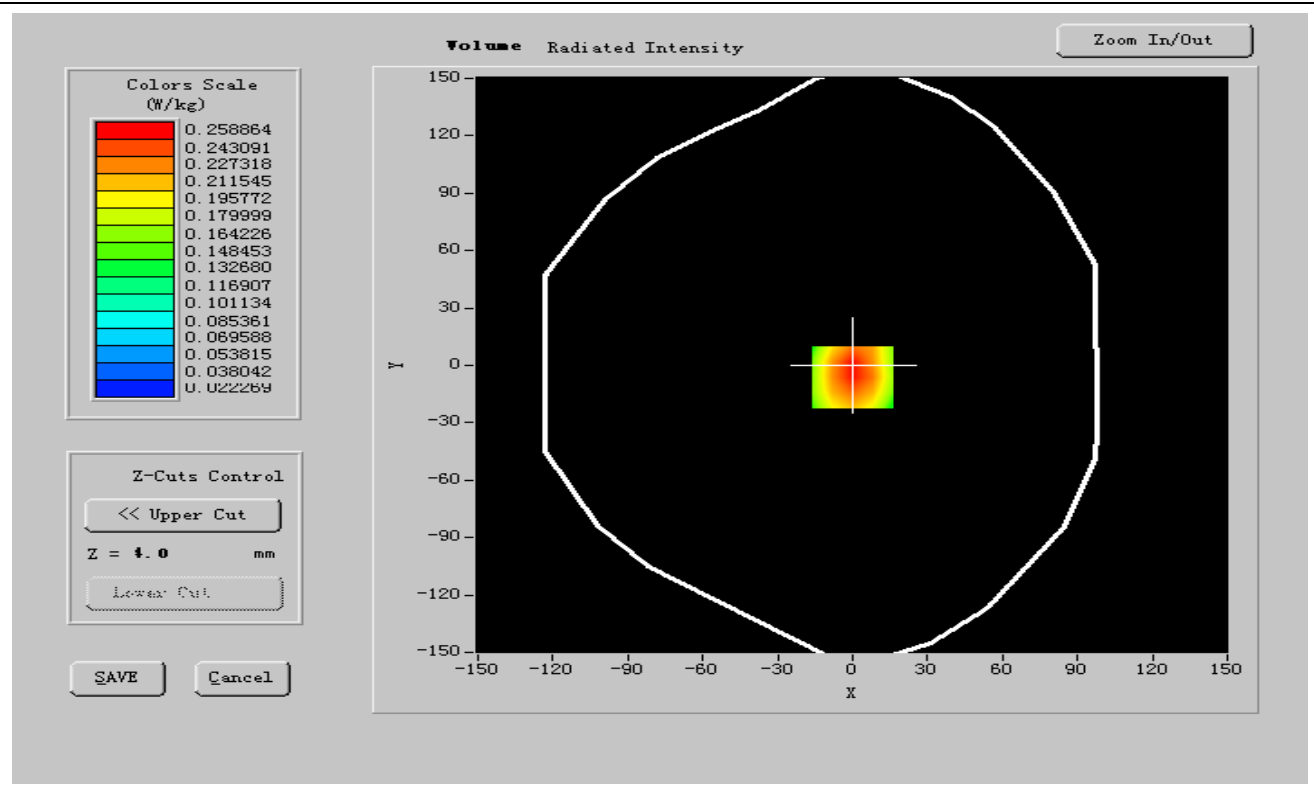 Volume Radiated Intensity
Zoom In/Out
Colors Scale
(W/kg)
0.258864
0.243091
0.227318
0.211545
0.195772
0.179999
0.164226
0.148453
0.132680
0.116907
0.101134
0.085361
0.069588
0.053815
0.038042
0.022269
Z-Cuts Control
<< Upper Cut
Z = 4.0 mm
Lower Cut
SAVE
Cancel
150
120
90
60
30
0
-30
-60
-90
-120
-150
Y
-150 -120 -90 -60 -30 0 30 60 90 120 150
X